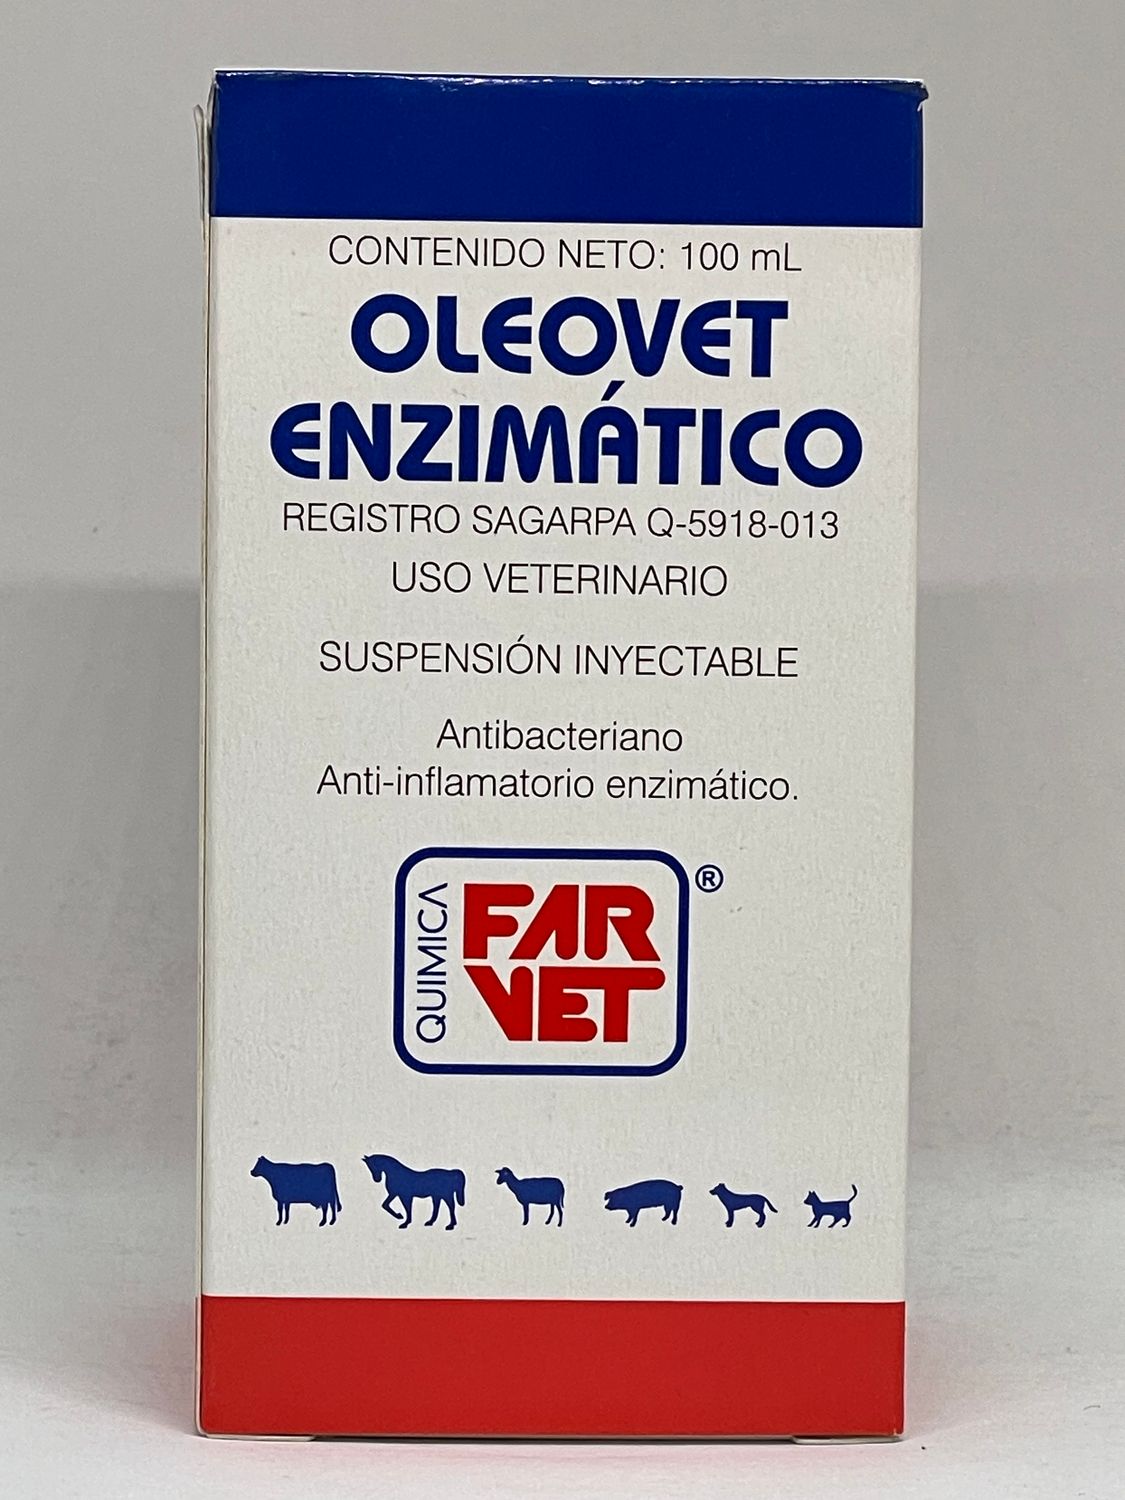 CONTENIDO NETO: 100 mL
OLEOVET
ENZIMÁTICO
REGISTRO SAGARPA Q-5918-013
USO VETERINARIO
SUSPENSIÓN INYECTABLE
Antibacteriano
Anti-inflamatorio enzimático.
QUIMICA
FAR
VET
®